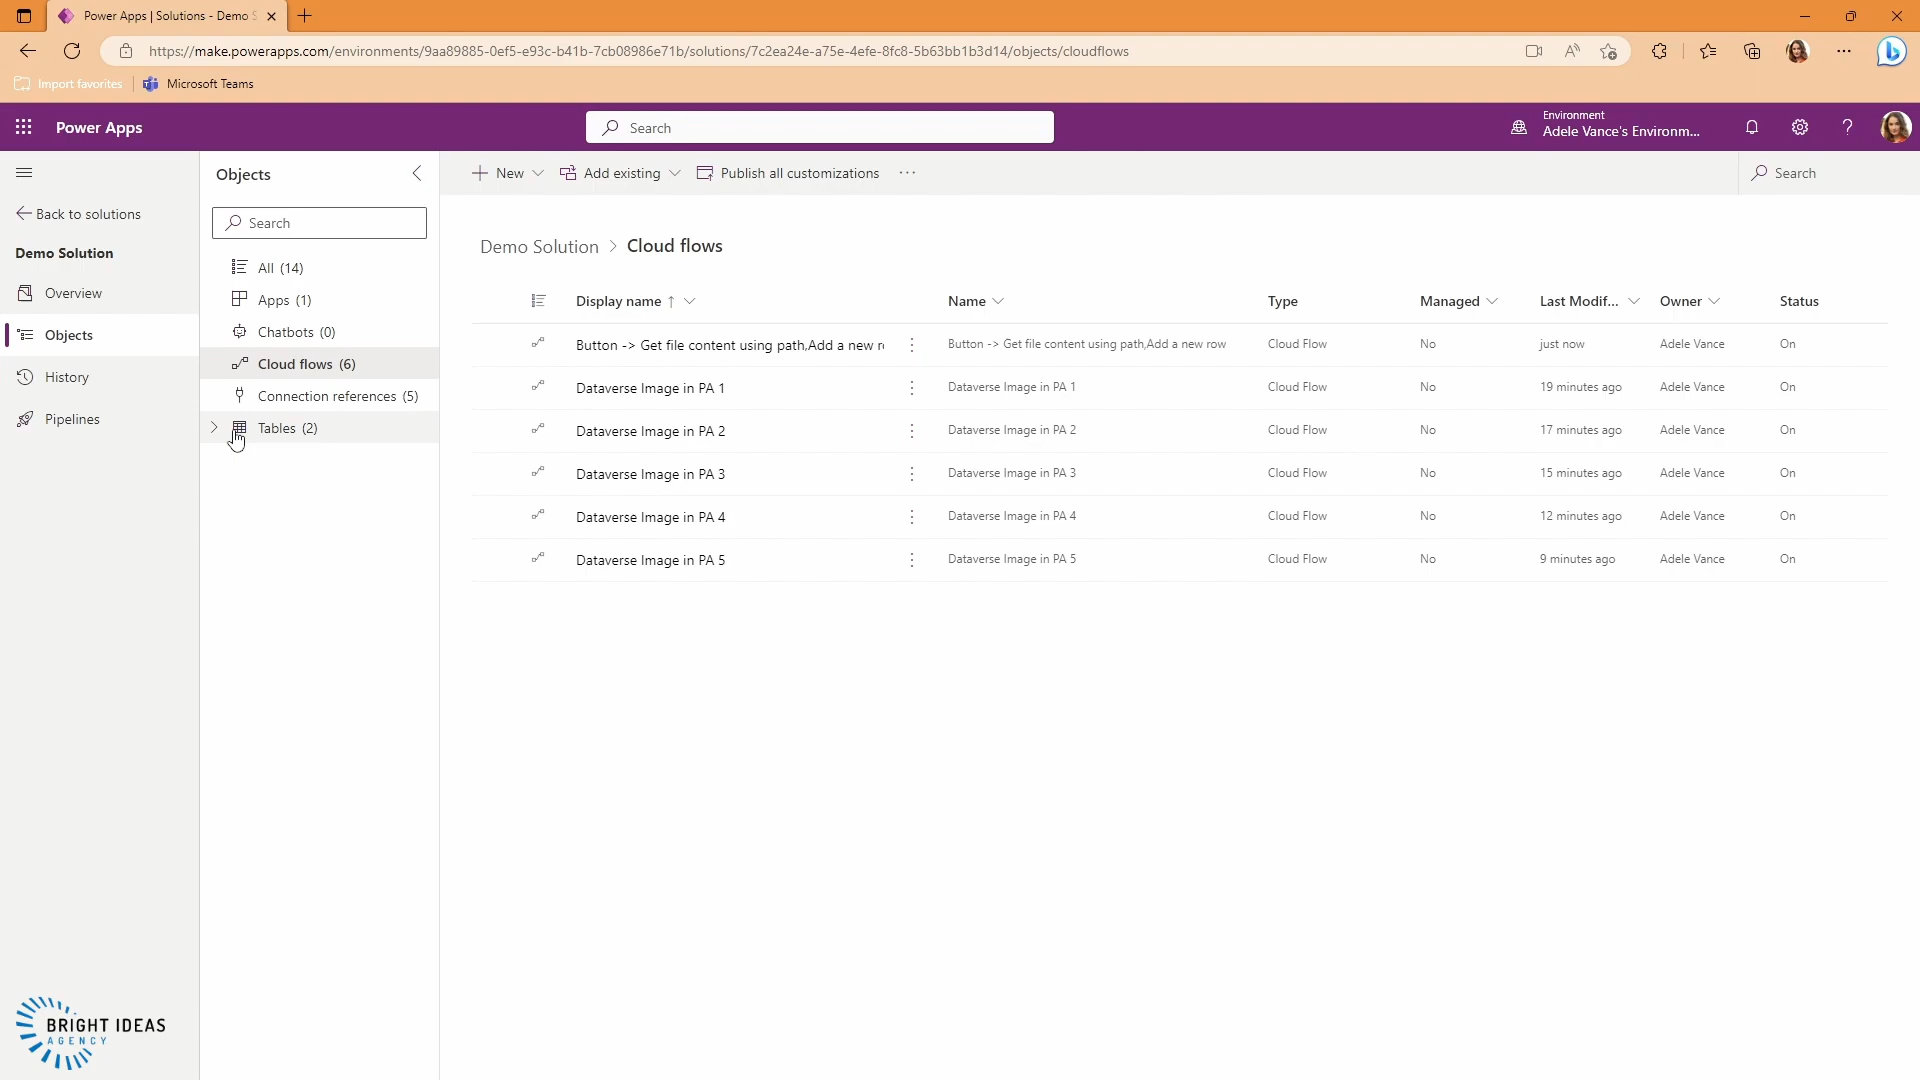 Power Apps | Solutions - Demo S
https://make.powerapps.com/environments/9aa89885-0ef5-e93c-b41b-7cb08986e71b/solutions/7c2ea24e-a75e-4efe-8fc8-5b63bb1b3d14/objects/cloudflows
Import favorites
Microsoft Teams
Power Apps
Search
Environment
Adele Vance's Environm...
Objects
New
Add existing
Publish all customizations
Search
Back to solutions
Search
Demo Solution
Overview
Objects
History
Pipelines
All (14)
Apps (1)
Chatbots (0)
Cloud flows (6)
Connection references (5)
Tables (2)
Demo Solution > Cloud flows
Display name ↑ Name Type Managed Last Modif... Owner Status
Button -> Get file content using path,Add a new r Button -> Get file content using path,Add a new row Cloud Flow No just now Adele Vance On
Dataverse Image in PA 1 Dataverse Image in PA 1 Cloud Flow No 19 minutes ago Adele Vance On
Dataverse Image in PA 2 Dataverse Image in PA 2 Cloud Flow No 17 minutes ago Adele Vance On
Dataverse Image in PA 3 Dataverse Image in PA 3 Cloud Flow No 15 minutes ago Adele Vance On
Dataverse Image in PA 4 Dataverse Image in PA 4 Cloud Flow No 12 minutes ago Adele Vance On
Dataverse Image in PA 5 Dataverse Image in PA 5 Cloud Flow No 9 minutes ago Adele Vance On
BRIGHT IDEAS
AGENCY